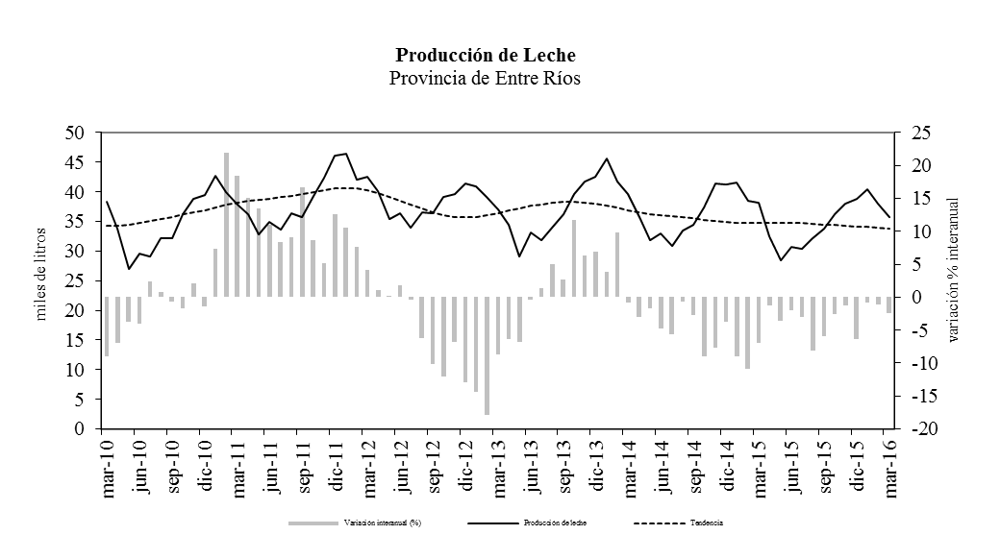 Producción de Leche
Provincia de Entre Ríos
50
45
40
35
30
25
20
15
10
5
0
miles de litros
25
20
15
10
5
0
-5
-10
-15
-20
variación % interanual
mar-10
jun-10
sep-10
dic-10
mar-11
jun-11
sep-11
dic-11
mar-12
jun-12
sep-12
dic-12
mar-13
jun-13
sep-13
dic-13
mar-14
jun-14
sep-14
dic-14
mar-15
jun-15
sep-15
dic-15
mar-16
Variación interanual (%) Producción de leche Tendencia